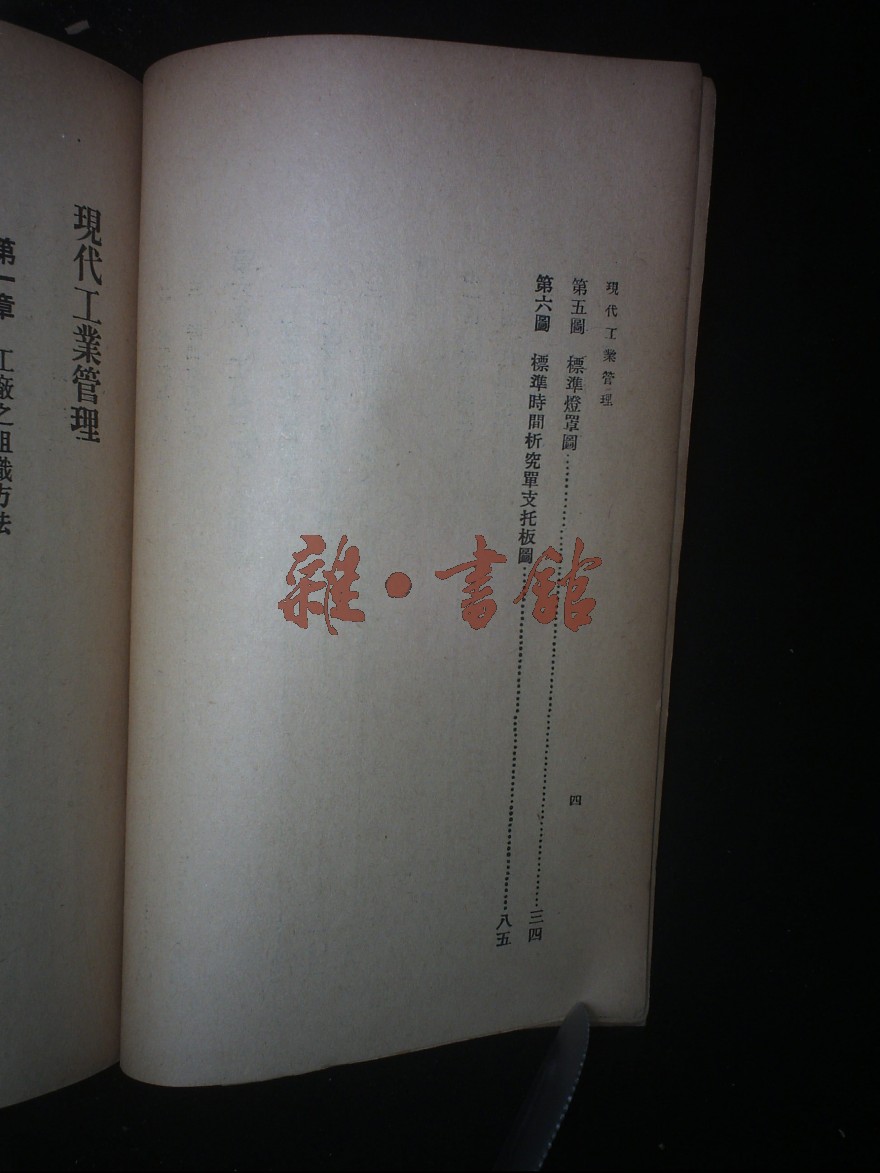 現代工業管理
四
第五圖　標準燈罩圖……三四
第六圖　標準時間析究單支托板圖……八五
雜・書館
現代工業管理
第一章　工廠之組織方法